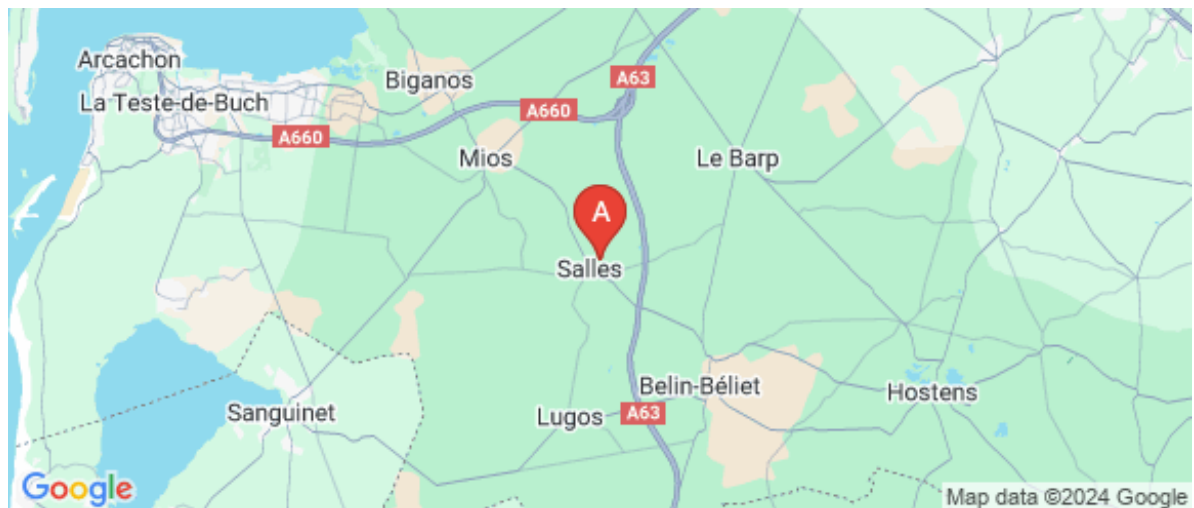 Arcachon
Biganos
A63
La Teste-de-Buch
A660
A660
Mios
Le Barp
A
Salles
Belin-Béliet
Hostens
Sanguinet
Lugos
A63
Google
Map data ©2024 Google